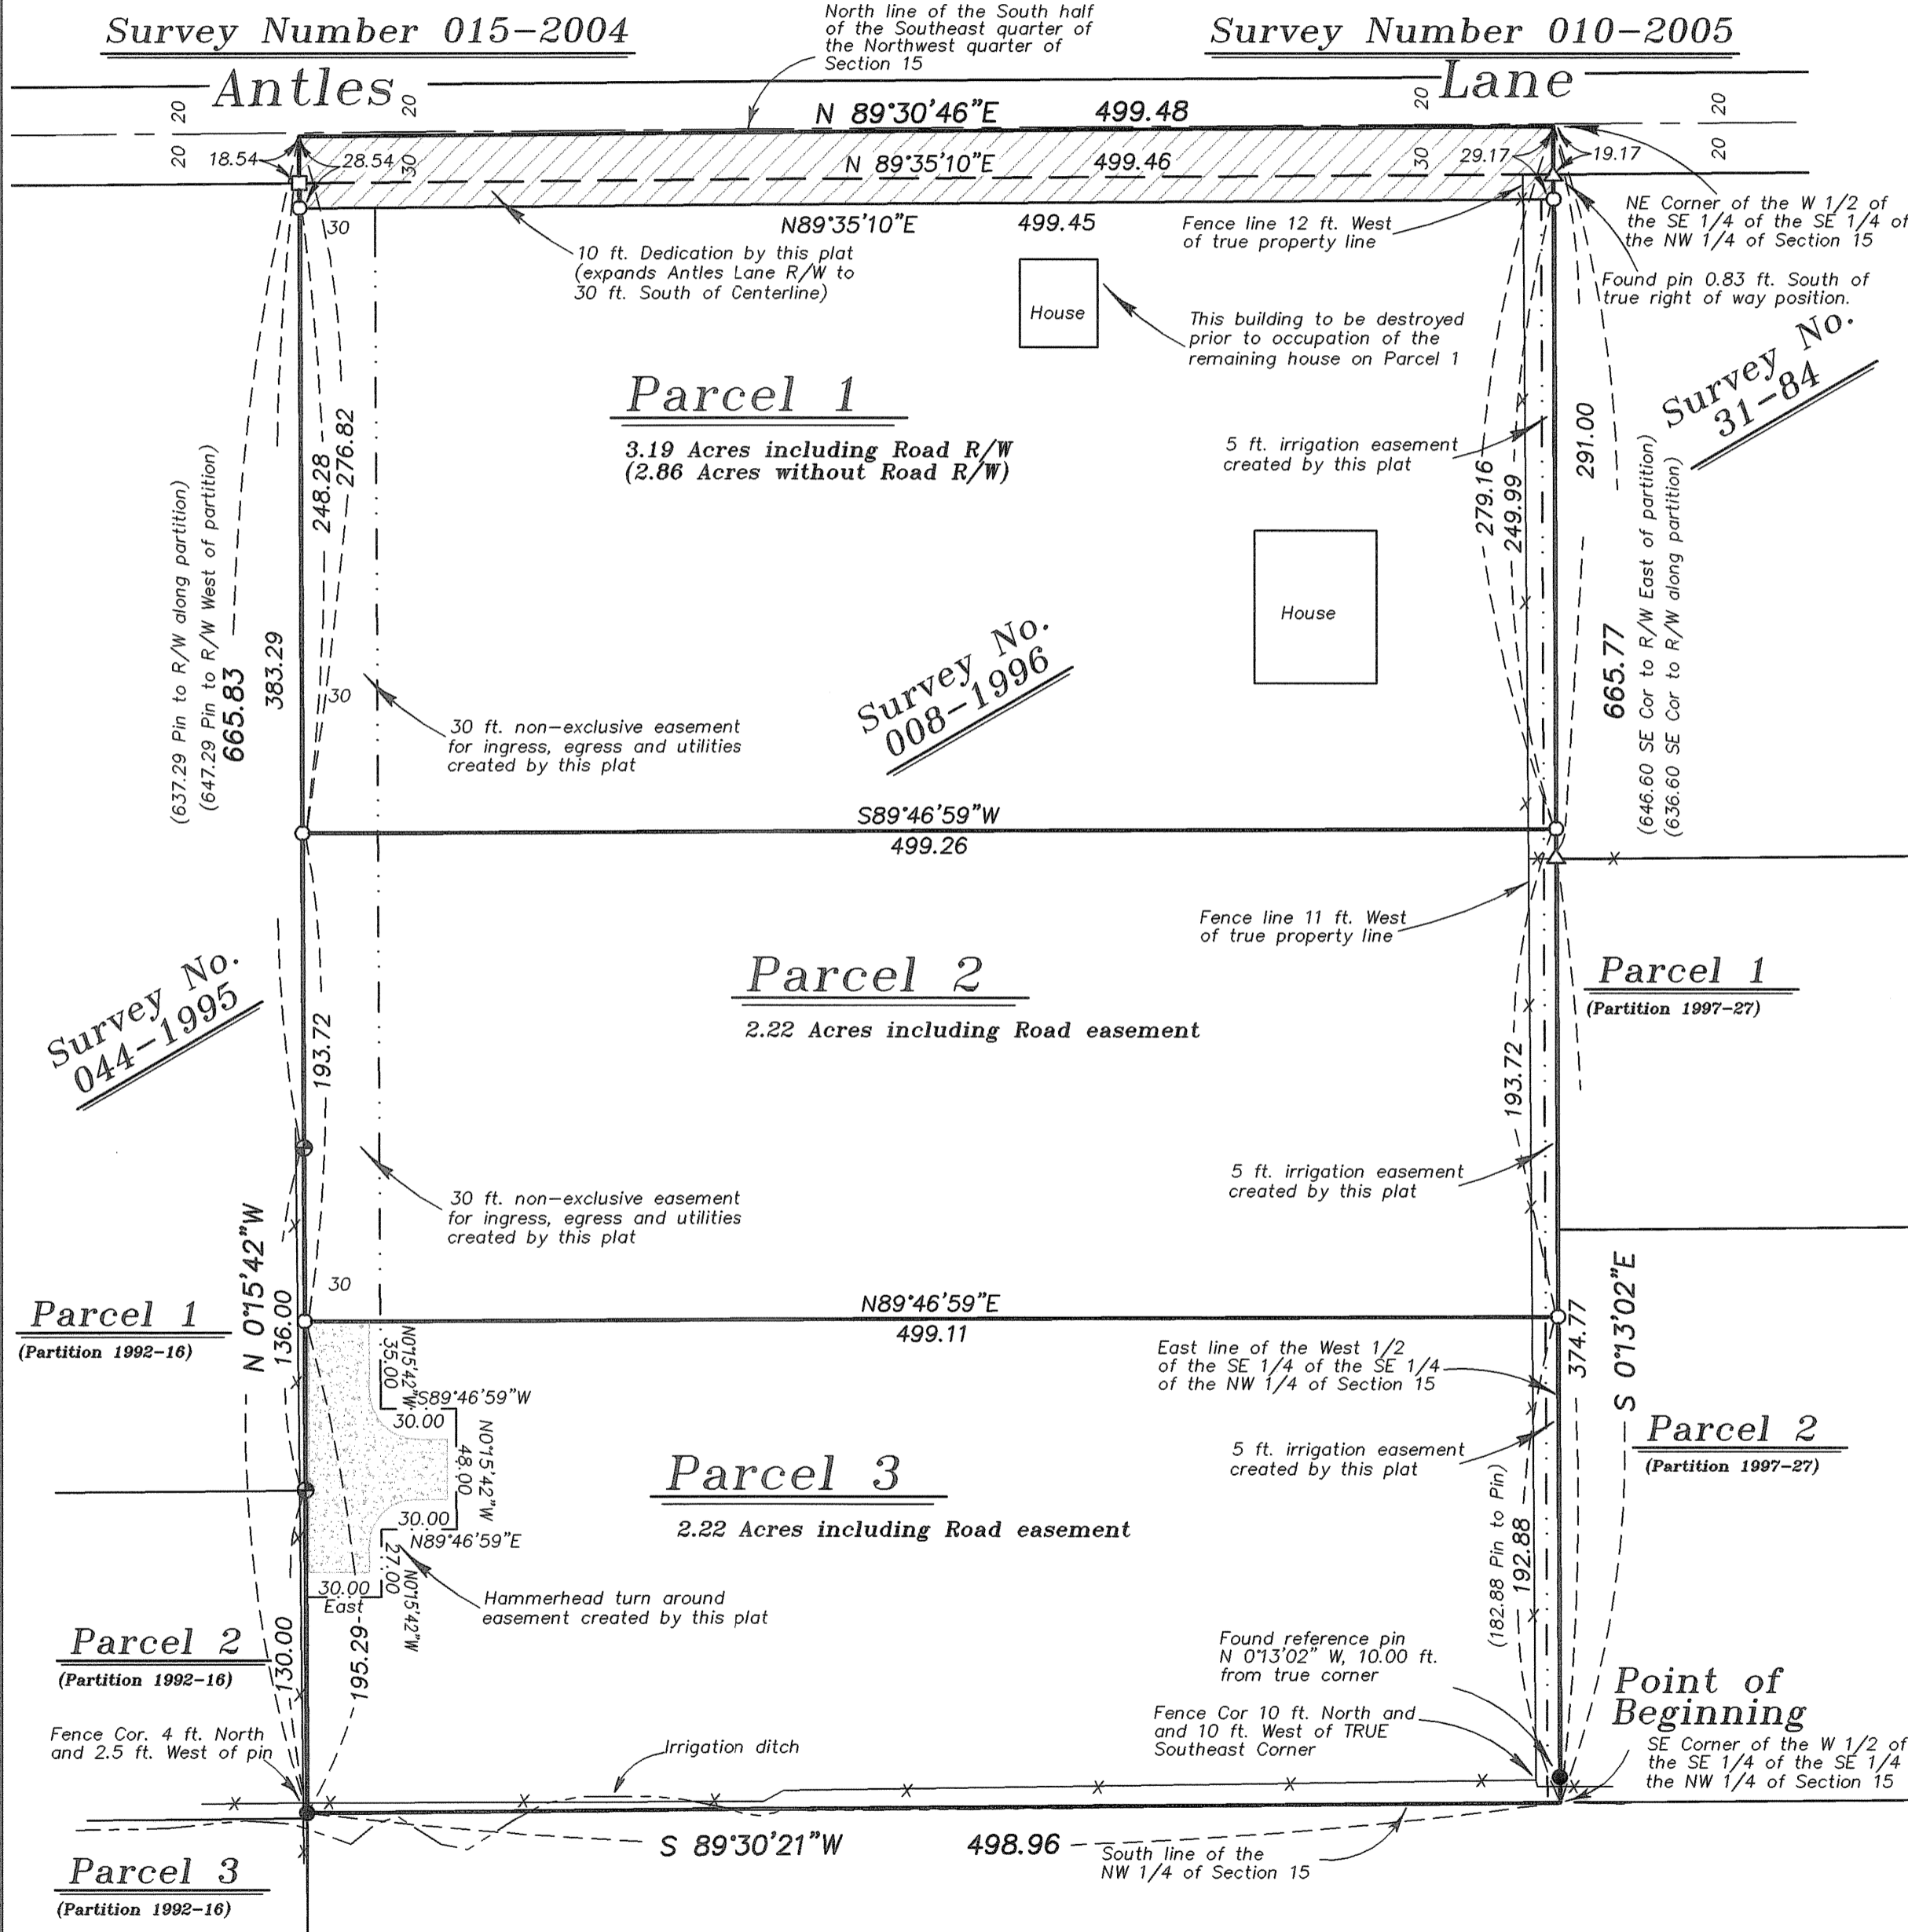 Survey Number 015-2004
North line of the South half
of the Southeast quarter of
the Northwest quarter of
Section 15
Survey Number 010-2005
Antles
Lane
20
20
20
20
N 89°30'46"E 499.48
20
20
18.54
28.54
30
N 89°35'10"E 499.46
30
29.17
19.17
30
N89°35'10"E 499.45
10 ft. Dedication by this plat
(expands Antles Lane R/W to
30 ft. South of Centerline)
Fence line 12 ft. West
of true property line
NE Corner of the W 1/2 of
the SE 1/4 of the SE 1/4 of
the NW 1/4 of Section 15
Found pin 0.83 ft. South of
true right of way position.
House
This building to be destroyed
prior to occupation of the
remaining house on Parcel 1
Survey No.
31-84
Parcel 1
3.19 Acres including Road R/W
(2.86 Acres without Road R/W)
5 ft. irrigation easement
created by this plat
248.28
276.82
279.16
249.99
291.00
(637.29 Pin to R/W along partition)
(647.29 Pin to R/W West of partition)
665.83
383.29
665.77
(646.60 SE Cor to R/W East of partition)
(636.60 SE Cor to R/W along partition)
House
Survey No.
008-1996
30
30 ft. non-exclusive easement
for ingress, egress and utilities
created by this plat
S89°46'59"W
499.26
Fence line 11 ft. West
of true property line
Parcel 2
2.22 Acres including Road easement
Parcel 1
(Partition 1997-27)
Survey No.
044-1995
193.72
193.72
30 ft. non-exclusive easement
for ingress, egress and utilities
created by this plat
5 ft. irrigation easement
created by this plat
30
N 0°15'42"W
136.00
Parcel 1
(Partition 1992-16)
N89°46'59"E
499.11
East line of the West 1/2
of the SE 1/4 of the SE 1/4
of the NW 1/4 of Section 15
374.77
S 0°13'02"E
N0°15'42"W
35.00
S89°46'59"W
30.00
N0°15'42"W
48.00
30.00
N89°46'59"E
27.00
N0°15'42"W
30.00
East
Parcel 3
2.22 Acres including Road easement
5 ft. irrigation easement
created by this plat
Parcel 2
(Partition 1997-27)
(182.88 Pin to Pin)
192.88
Hammerhead turn around
easement created by this plat
Parcel 2
(Partition 1992-16)
130.00
195.29
Found reference pin
N 0°13'02" W, 10.00 ft.
from true corner
Fence Cor 10 ft. North and
and 10 ft. West of TRUE
Southeast Corner
Point of
Beginning
SE Corner of the W 1/2 of
the SE 1/4 of the SE 1/4
the NW 1/4 of Section 15
Fence Cor. 4 ft. North
and 2.5 ft. West of pin
Irrigation ditch
S 89°30'21"W 498.96
South line of the
NW 1/4 of Section 15
Parcel 3
(Partition 1992-16)